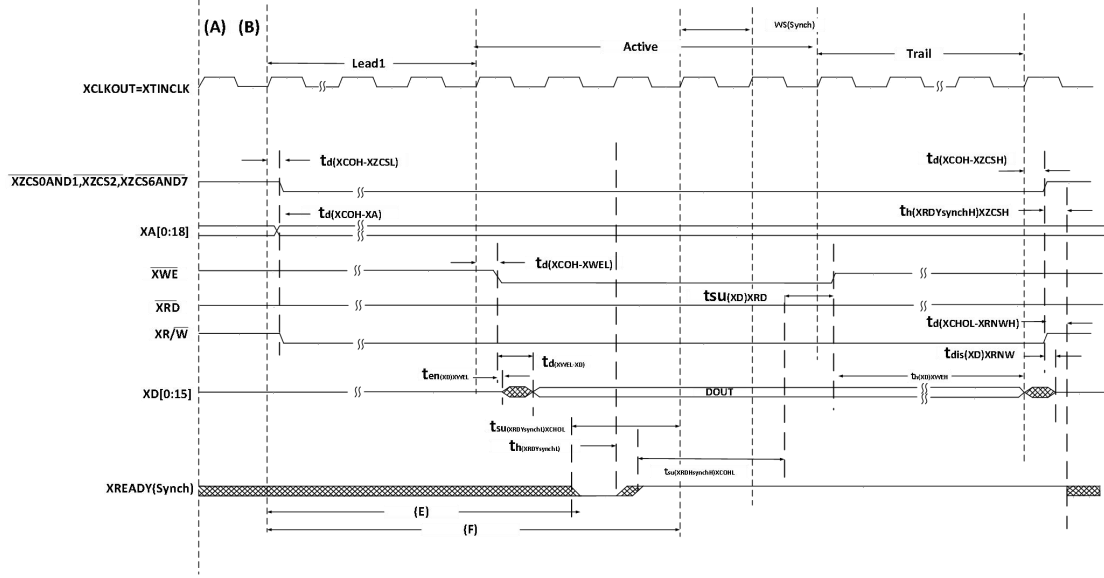 (A) (B)
WS(Synch)
Active
Lead1
Trail
XCLKOUT=XTINCLK
td(XCOH-XZCSL)
td(XCOH-XZCSH)
XZCS0AND1,XZCS2,XZCS6AND7
td(XCOH-XA)
th(XRDYsynchH)XZCSH
XA[0:18]
td(XCOH-XWEL)
XWE
tsu(XD)XRD
XRD
td(XCHOL-XRNWH)
XR/W
tdis(XD)XRNW
td(XWEL-XD)
ten(XD)XWEL
th(XD)XWEH
XD[0:15]
DOUT
tsu(XRDYsynchL)XCHOL
th(XRDYsynchL)
tsu(XRDHsynchH)XCOHL
XREADY(Synch)
(E)
(F)